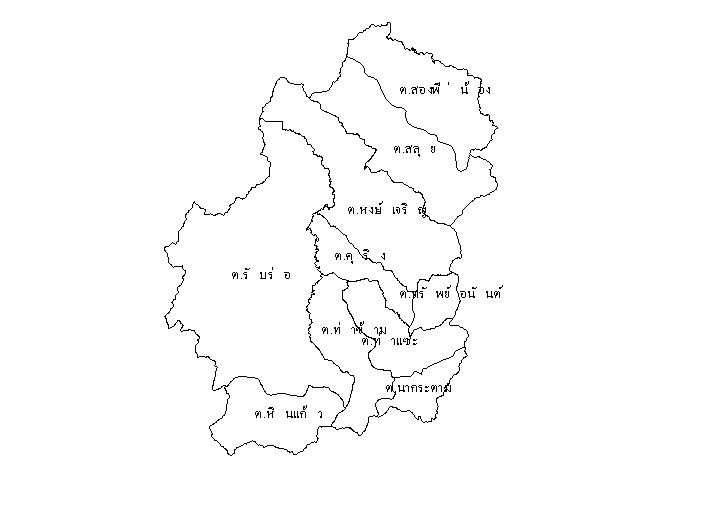 ต.สองพี่น้อง
ต.สลุย
ต.หงษ์เจริญ
ต.คุริง
ต.รับร่อ
ต.ทรัพย์อนันต์
ต.ท่าข้าม
ต.ท่าแซะ
ต.นากระตาม
ต.หินแก้ว